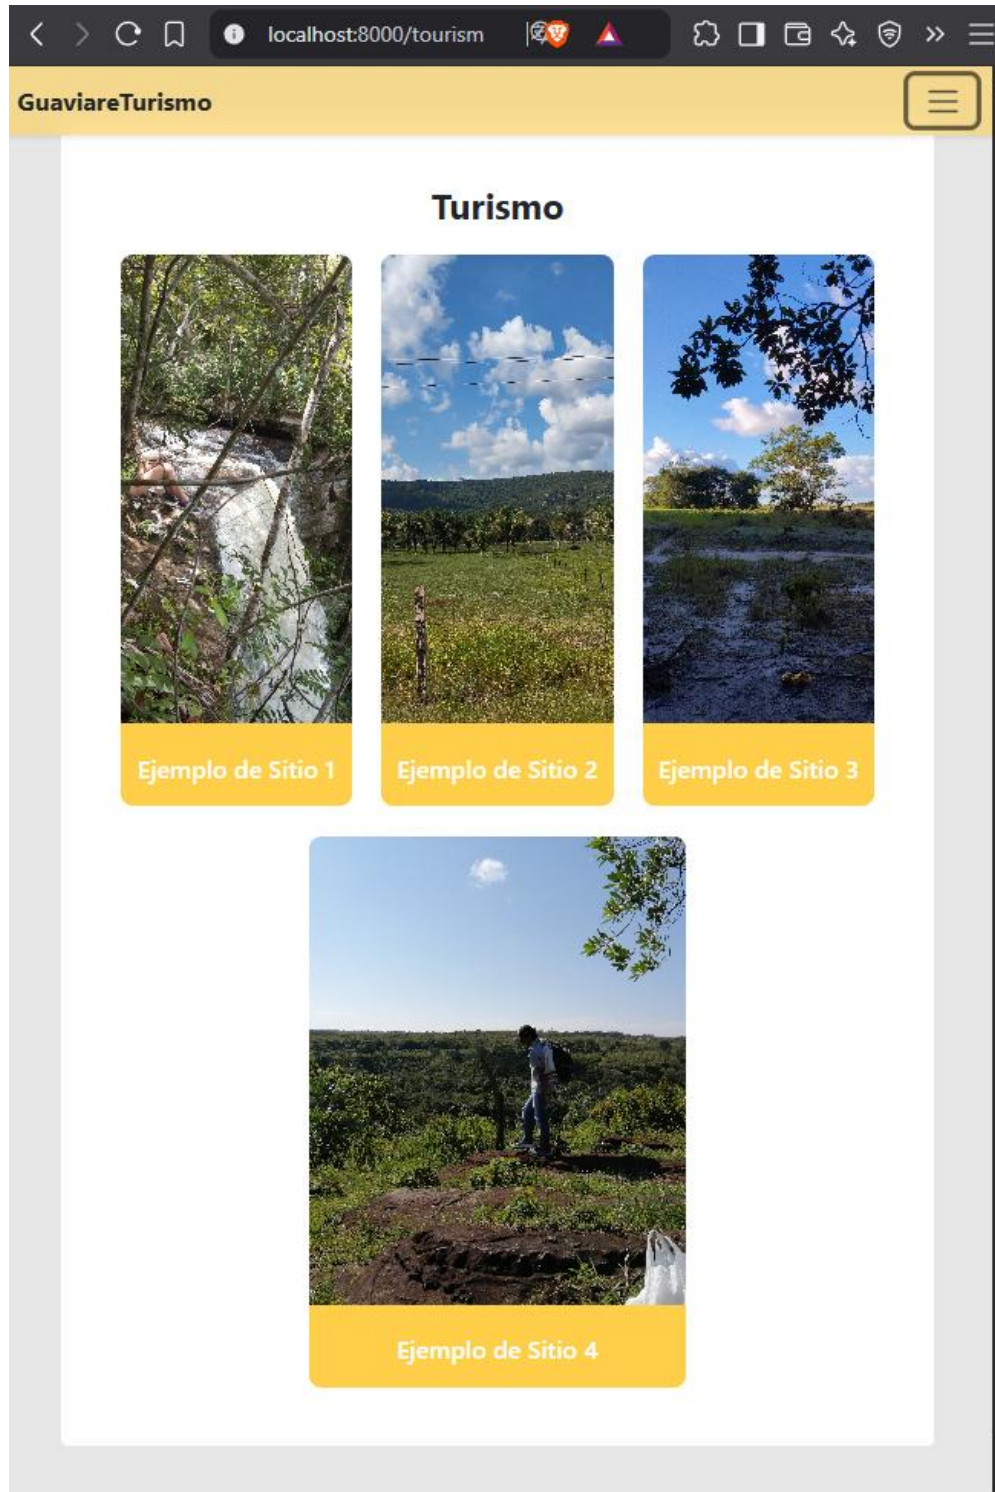 localhost:8000/tourism
GuaviareTurismo
Turismo
Ejemplo de Sitio 1
Ejemplo de Sitio 2
Ejemplo de Sitio 3
Ejemplo de Sitio 4